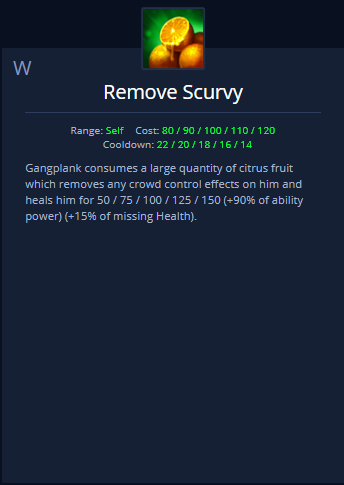 W
Remove Scurvy
Range: Self Cost: 80 / 90 / 100 / 110 / 120
Cooldown: 22 / 20 / 18 / 16 / 14
Gangplank consumes a large quantity of citrus fruit
which removes any crowd control effects on him and
heals him for 50 / 75 / 100 / 125 / 150 (+90% of ability
power) (+15% of missing Health).